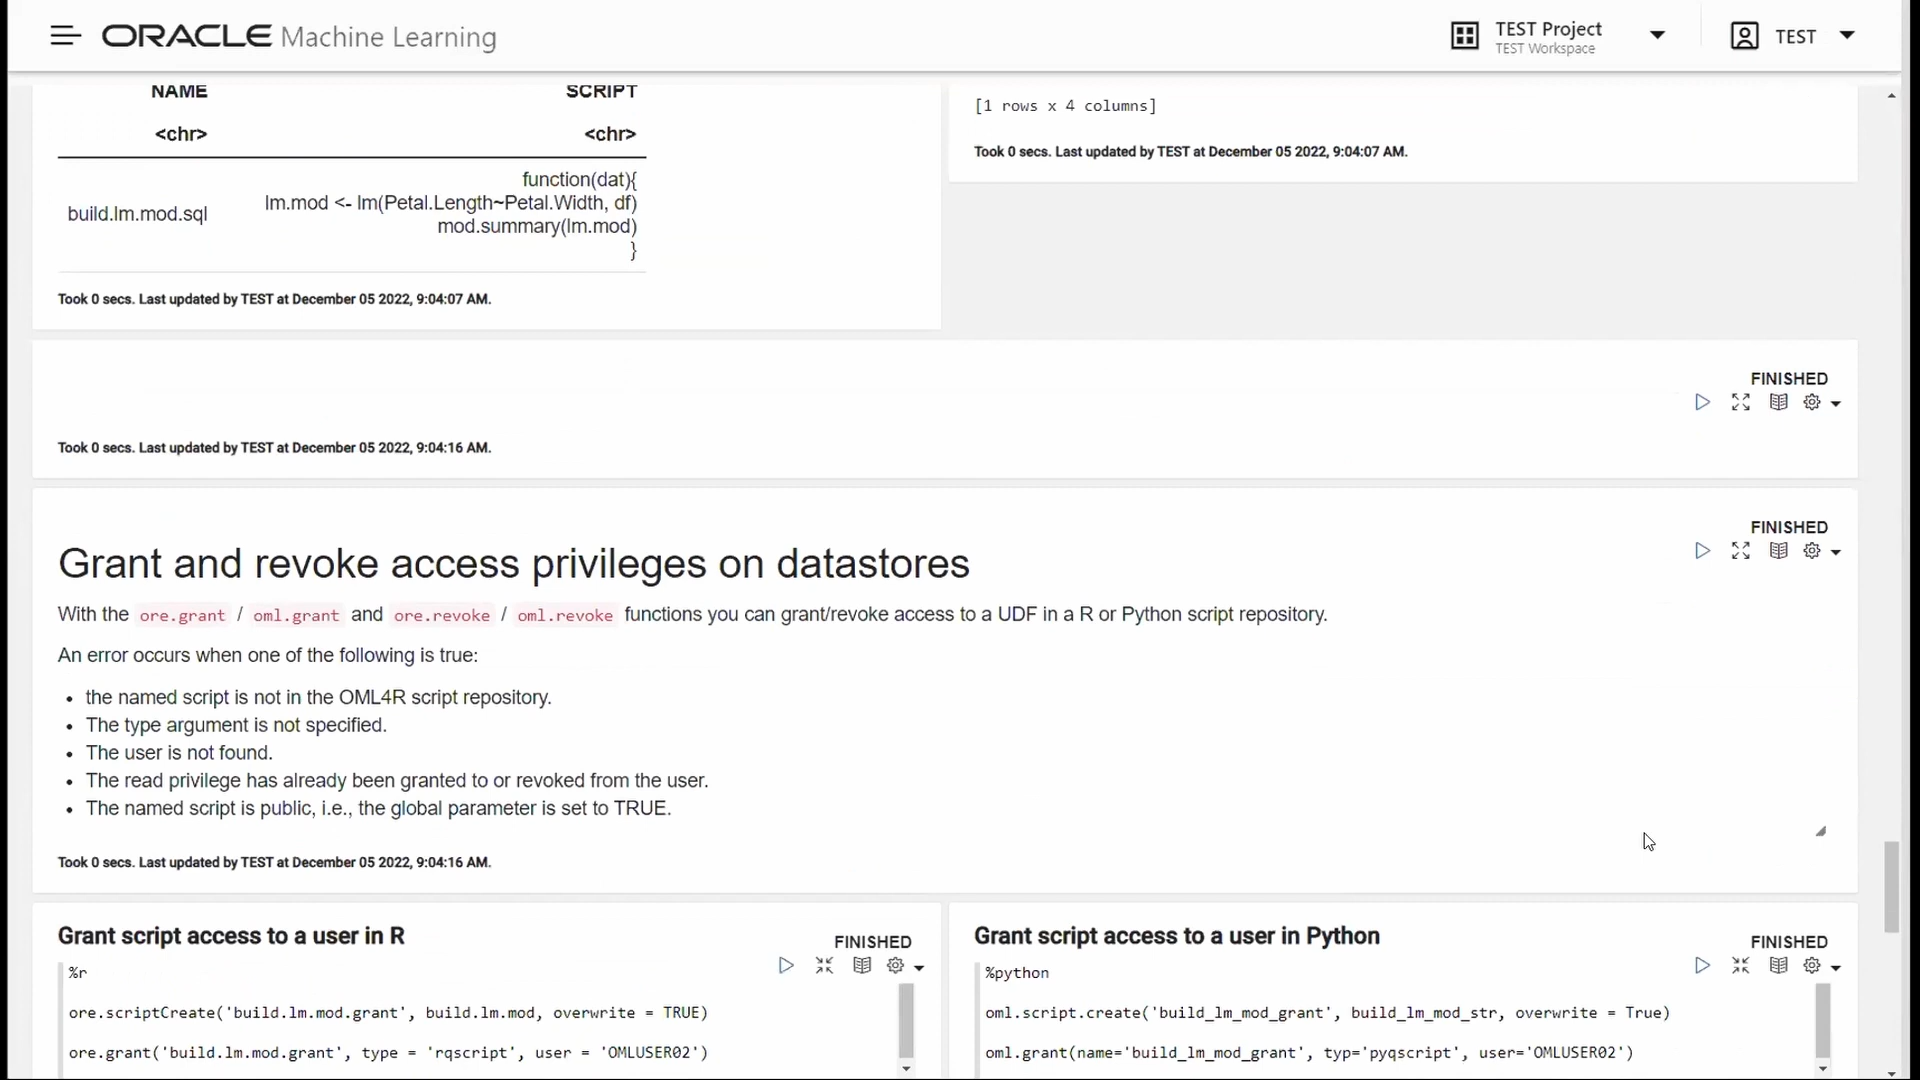 ORACLE Machine Learning
TEST Project
TEST Workspace
TEST
NAME SCRIPT
<chr> <chr>
build.lm.mod.sql
function(dat){
lm.mod <- lm(Petal.Length~Petal.Width, df)
mod.summary(lm.mod)
}
Took 0 secs. Last updated by TEST at December 05 2022, 9:04:07 AM.
[1 rows x 4 columns]
Took 0 secs. Last updated by TEST at December 05 2022, 9:04:07 AM.
FINISHED
Took 0 secs. Last updated by TEST at December 05 2022, 9:04:16 AM.
FINISHED
Grant and revoke access privileges on datastores
With the ore.grant / oml.grant and ore.revoke / oml.revoke functions you can grant/revoke access to a UDF in a R or Python script repository.
An error occurs when one of the following is true:
• the named script is not in the OML4R script repository.
• The type argument is not specified.
• The user is not found.
• The read privilege has already been granted to or revoked from the user.
• The named script is public, i.e., the global parameter is set to TRUE.
Took 0 secs. Last updated by TEST at December 05 2022, 9:04:16 AM.
Grant script access to a user in R
FINISHED
%r
ore.scriptCreate('build.lm.mod.grant', build.lm.mod, overwrite = TRUE)
ore.grant('build.lm.mod.grant', type = 'rqscript', user = 'OMLUSER02')
Grant script access to a user in Python
FINISHED
%python
oml.script.create('build_lm_mod_grant', build_lm_mod_str, overwrite = True)
oml.grant(name='build_lm_mod_grant', typ='pyqscript', user='OMLUSER02')